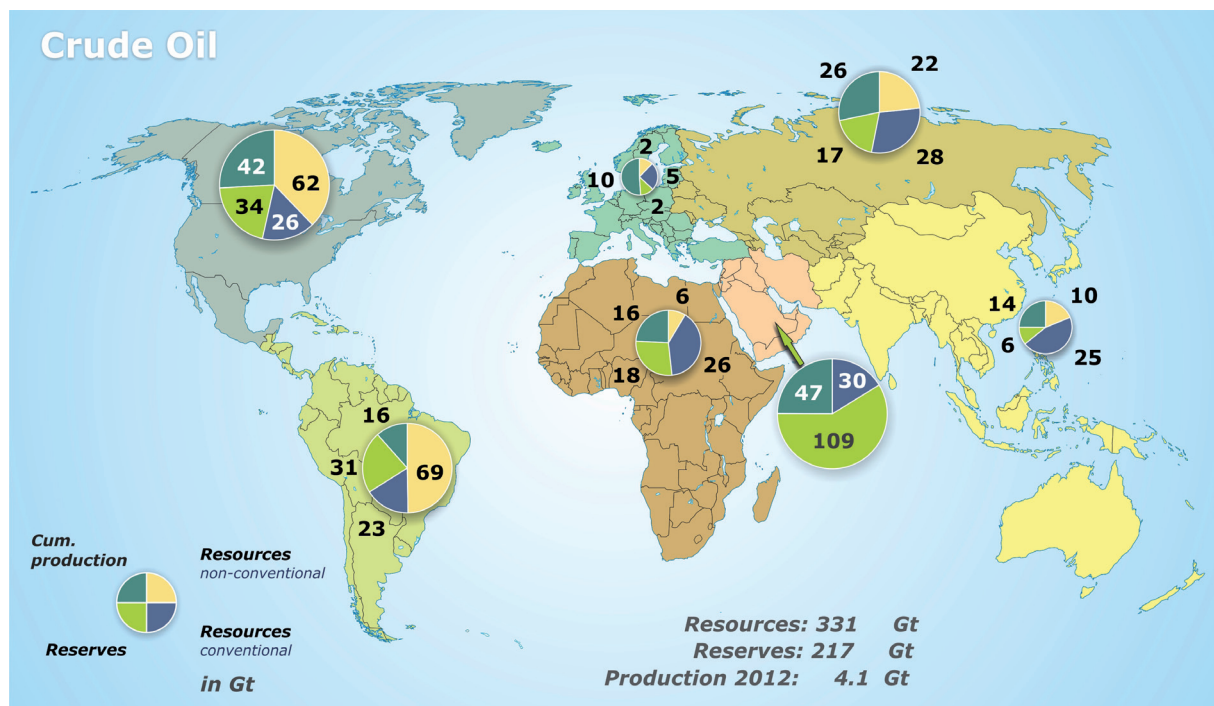 Crude Oil
26
22
17
28
42
62
34
26
2
10
5
2
16
6
18
26
14
10
6
25
47
30
109
16
31
69
23
Cum.
production
Resources
non-conventional
Reserves
Resources
conventional
in Gt
Resources: 331 Gt
Reserves: 217 Gt
Production 2012: 4.1 Gt